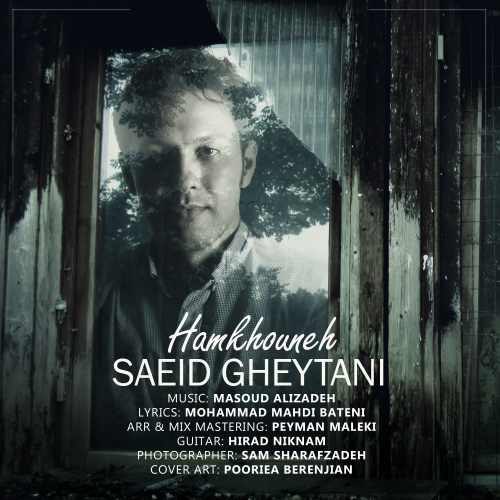 Hamkhouneh
SAEID GHEYTANI
MUSIC: MASOUD ALIZADEH
LYRICS: MOHAMMAD MAHDI BATENI
ARR & MIX MASTERING: PEYMAN MALEKI
GUITAR: HIRAD NIKNAM
PHOTOGRAPHER: SAM SHARAFZADEH
COVER ART: POORIEA BERENJIAN